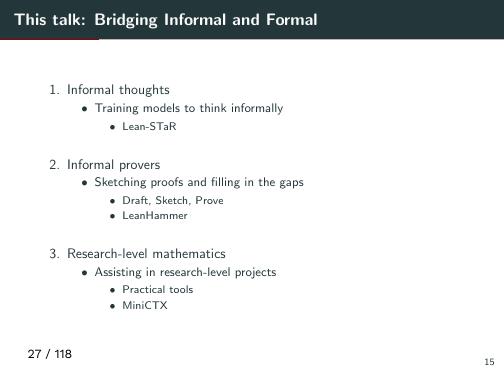 This talk: Bridging Informal and Formal
1. Informal thoughts
• Training models to think informally
• Lean-STaR
2. Informal provers
• Sketching proofs and filling in the gaps
• Draft, Sketch, Prove
• LeanHammer
3. Research-level mathematics
• Assisting in research-level projects
• Practical tools
• MiniCTX
27 / 118
15